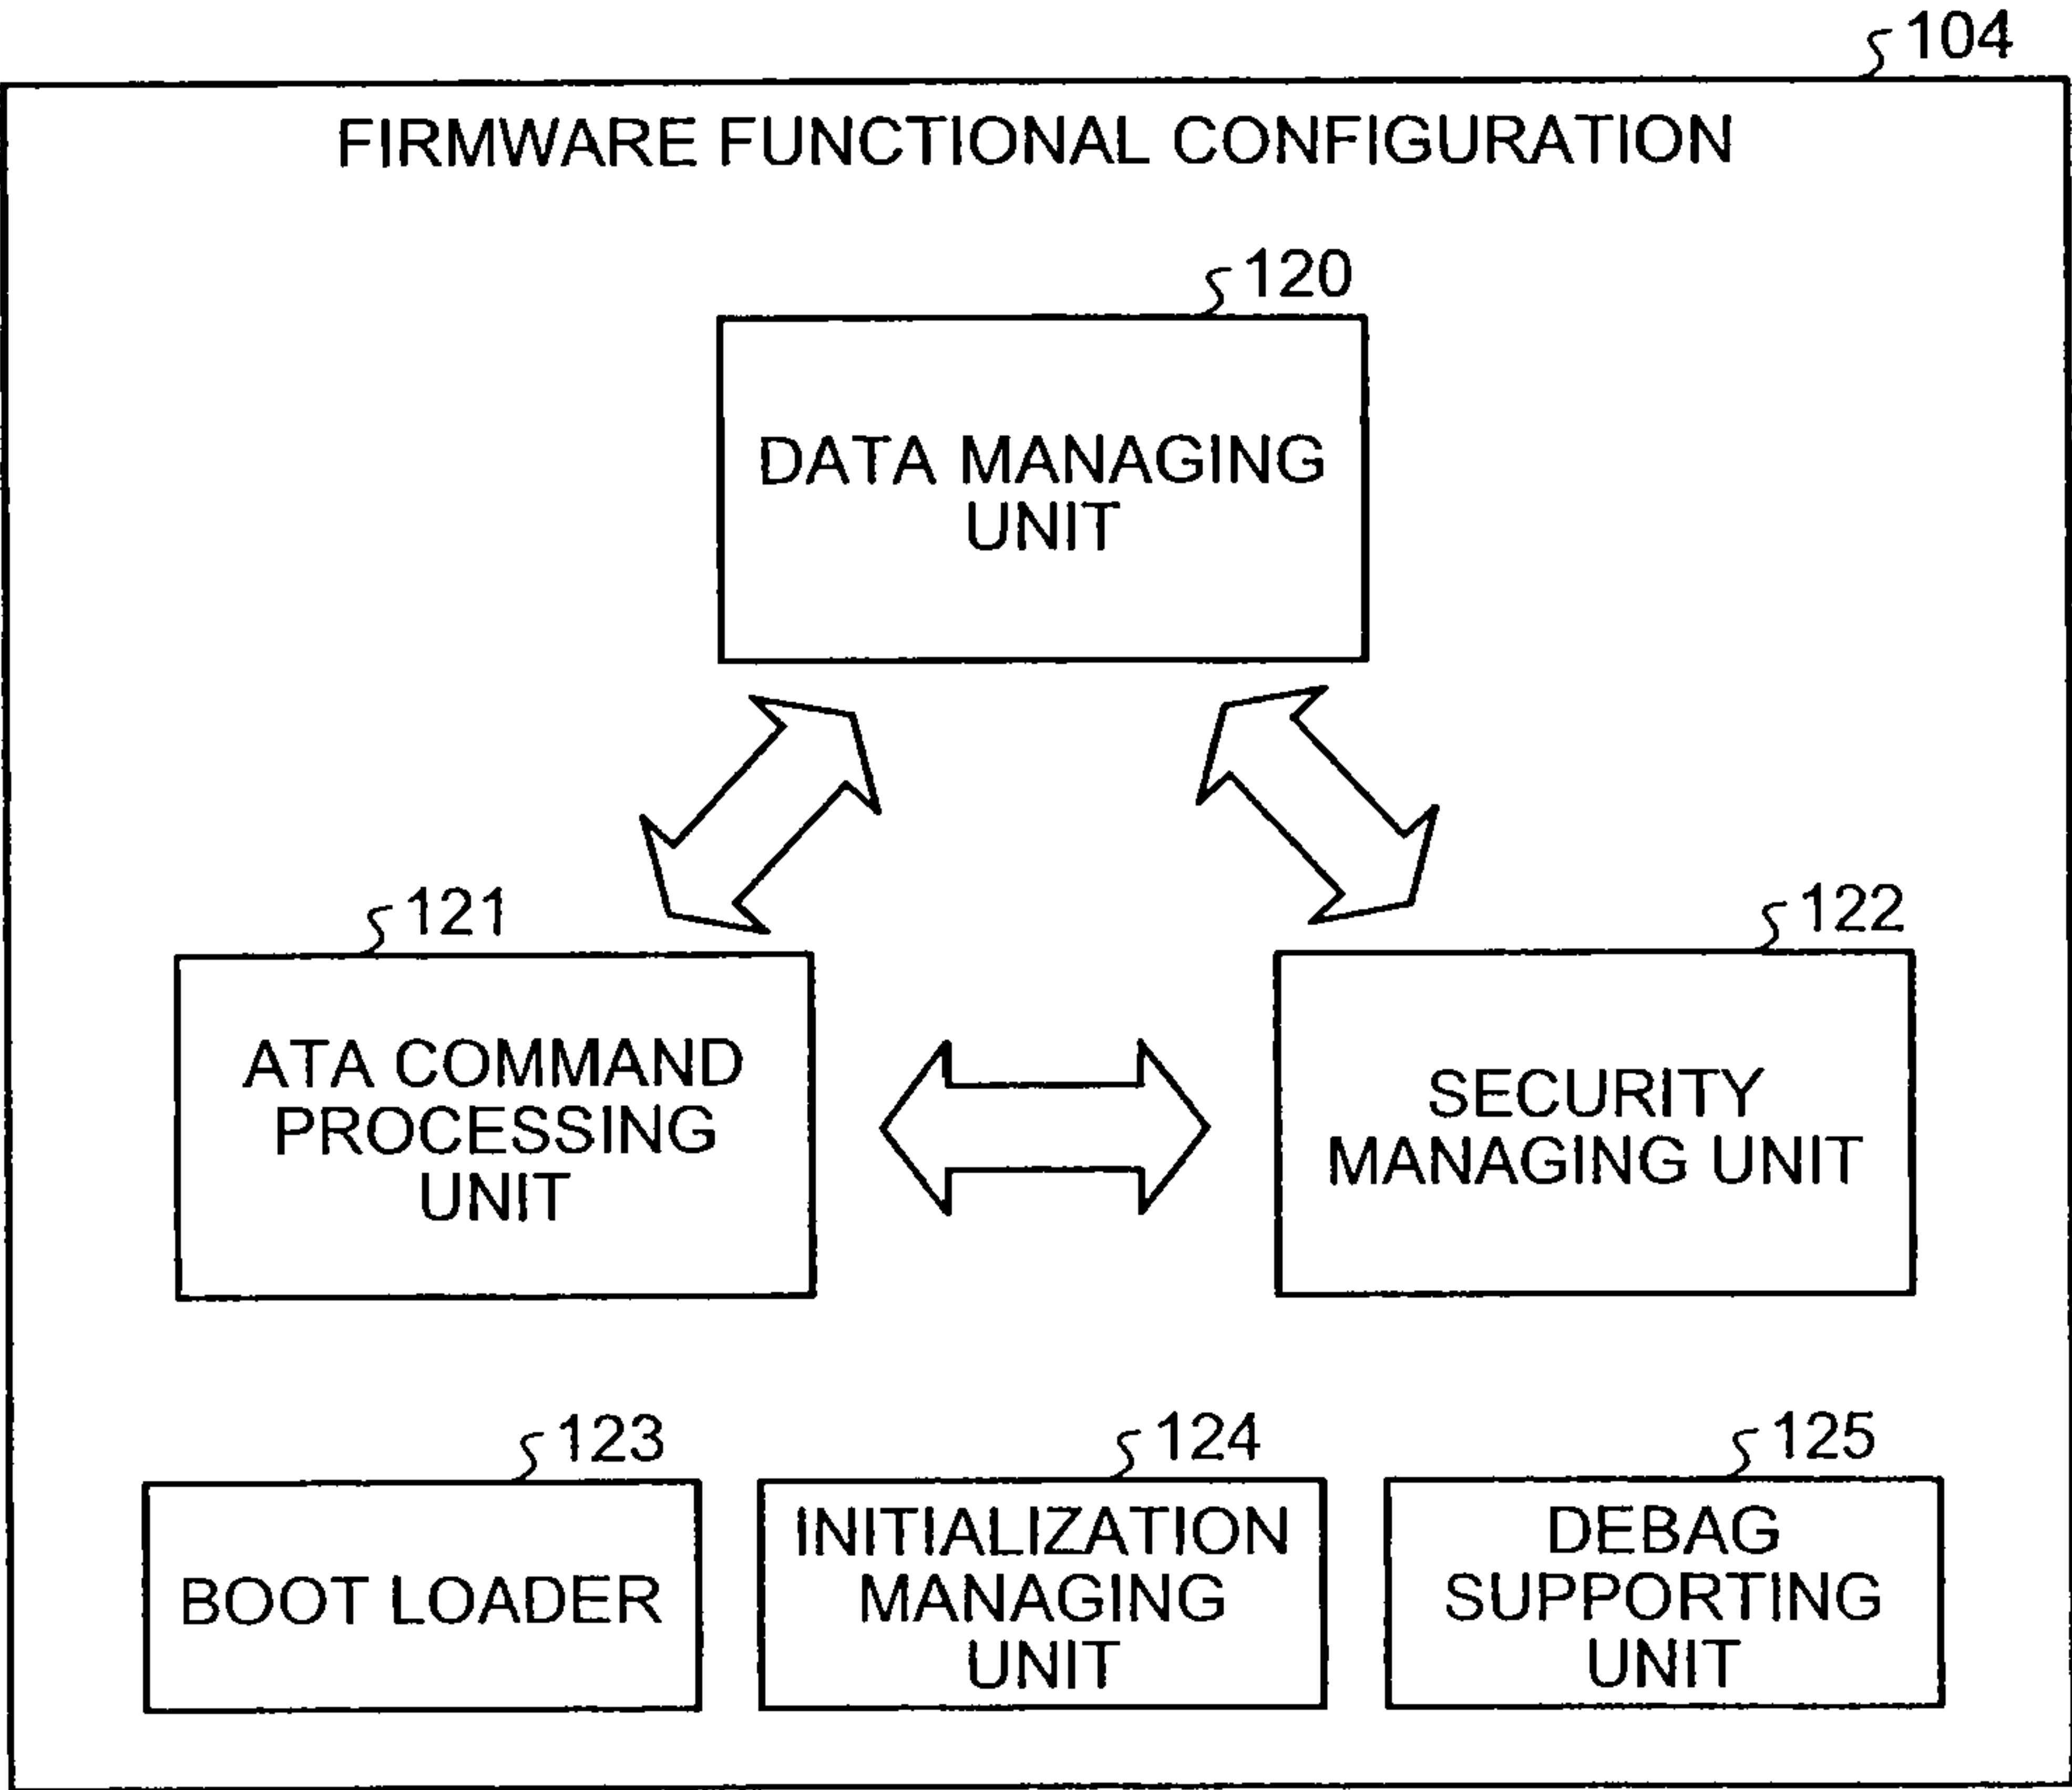 104
FIRMWARE FUNCTIONAL CONFIGURATION
120
DATA MANAGING
UNIT
121
122
ATA COMMAND
PROCESSING
UNIT
SECURITY
MANAGING UNIT
123
124
125
BOOT LOADER
INITIALIZATION
MANAGING
UNIT
DEBAG
SUPPORTING
UNIT